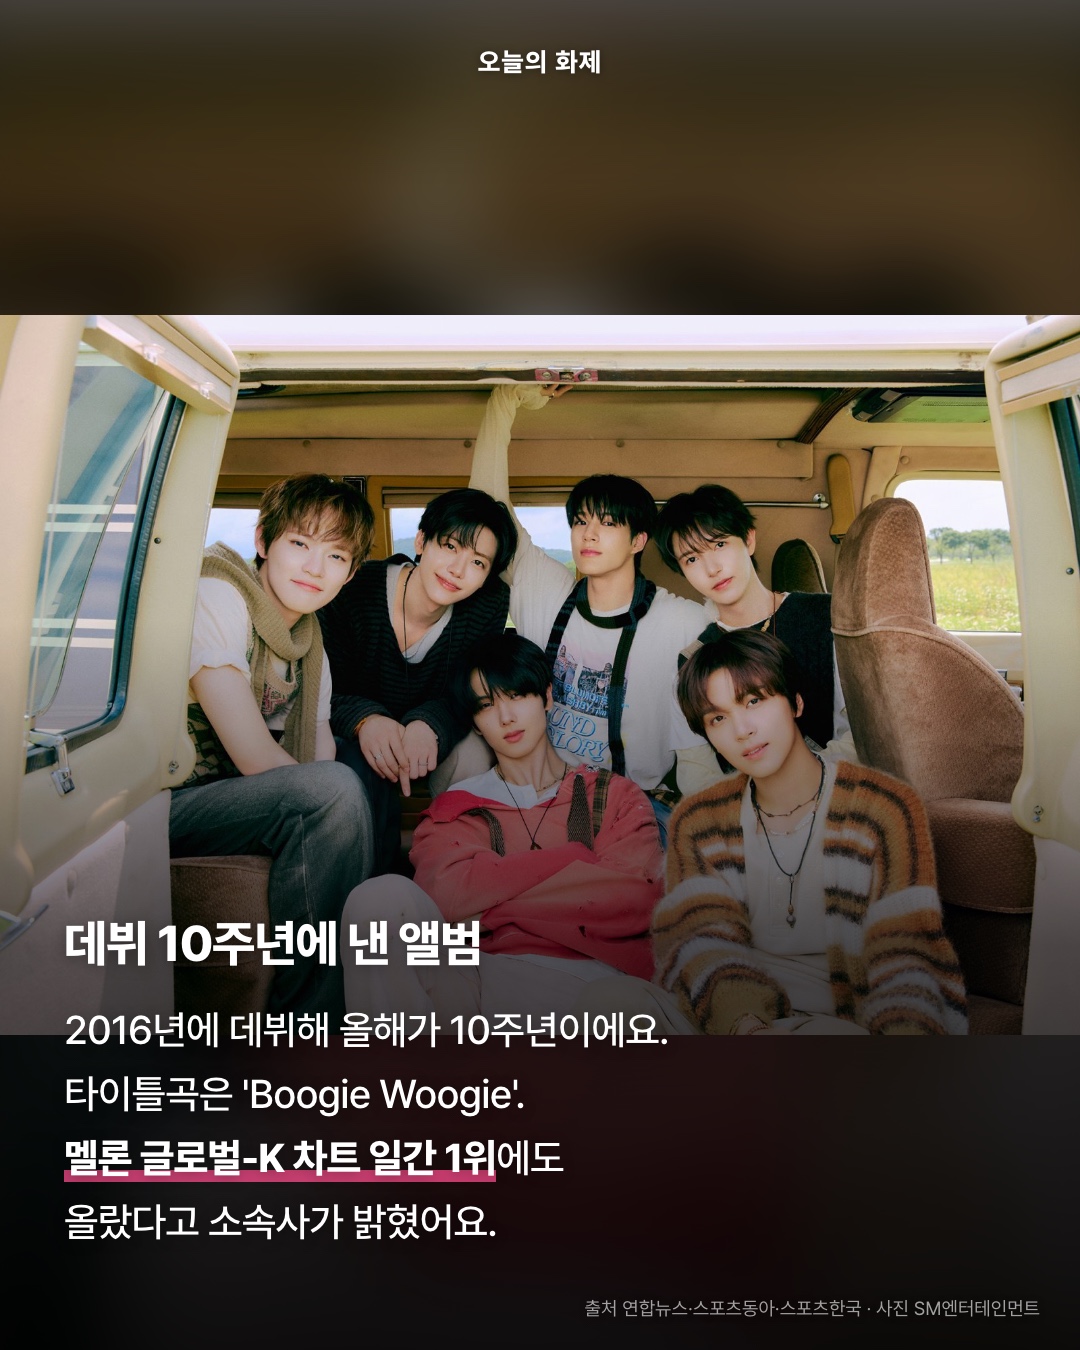 오늘의 화제
데뷔 10주년에 낸 앨범
2016년에 데뷔해 올해가 10주년이에요.
타이틀곡은 'Boogie Woogie'.
멜론 글로벌-K 차트 일간 1위에도
올랐다고 소속사가 밝혔어요.
출처 연합뉴스·스포츠동아·스포츠한국 · 사진 SM엔터테인먼트